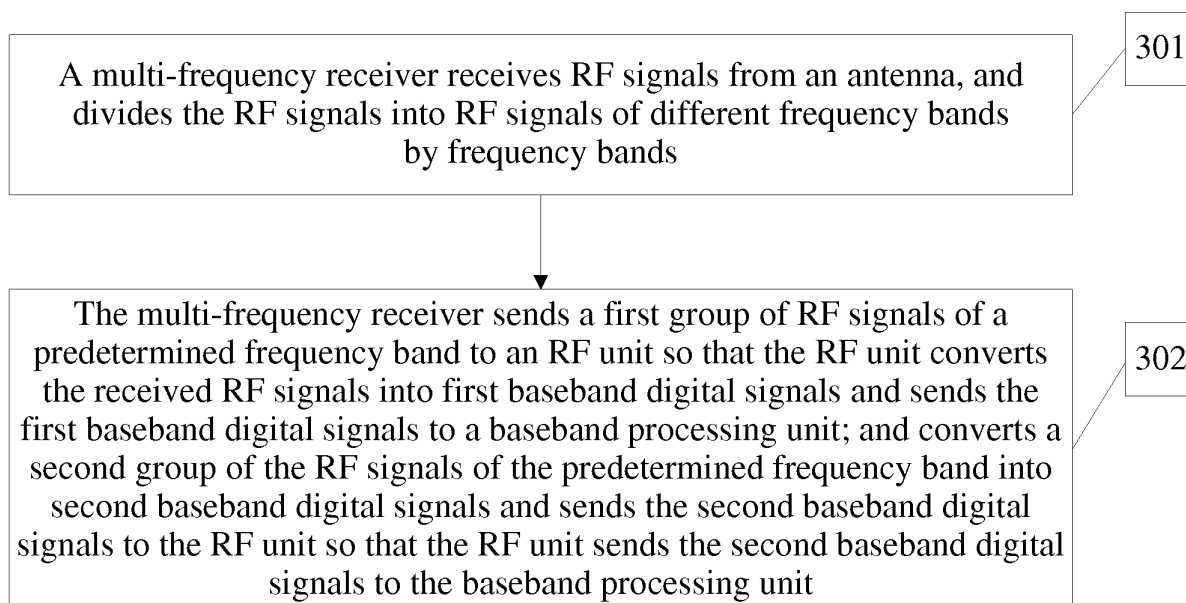 301
A multi-frequency receiver receives RF signals from an antenna, and
divides the RF signals into RF signals of different frequency bands
by frequency bands
302
The multi-frequency receiver sends a first group of RF signals of a
predetermined frequency band to an RF unit so that the RF unit converts
the received RF signals into first baseband digital signals and sends the
first baseband digital signals to a baseband processing unit; and converts a
second group of the RF signals of the predetermined frequency band into
second baseband digital signals and sends the second baseband digital
signals to the RF unit so that the RF unit sends the second baseband digital
signals to the baseband processing unit